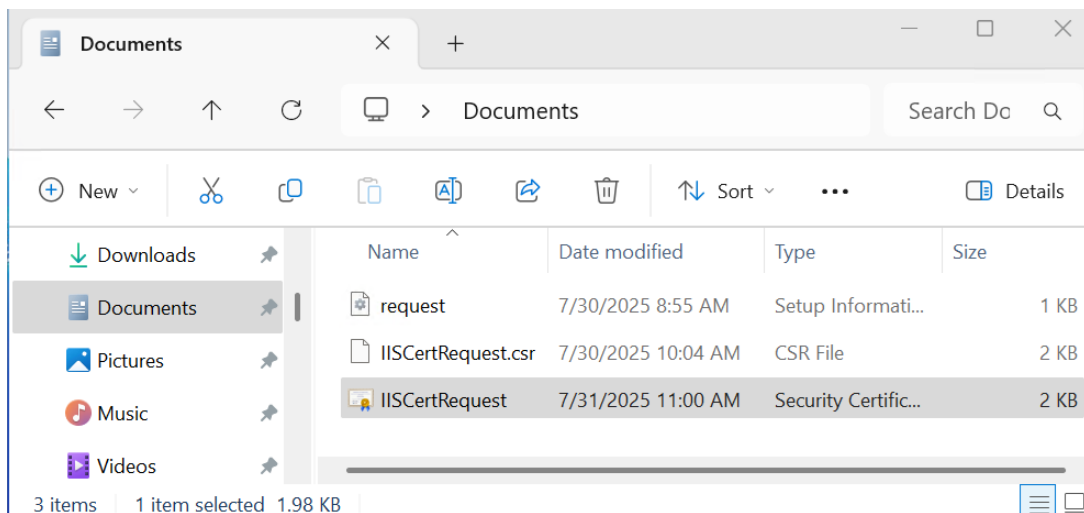 Documents
Documents
Search Do
New
Sort
Details
Downloads
Documents
Pictures
Music
Videos
Name Date modified Type Size
request 7/30/2025 8:55 AM Setup Informati... 1 KB
IISCertRequest.csr 7/30/2025 10:04 AM CSR File 2 KB
IISCertRequest 7/31/2025 11:00 AM Security Certific... 2 KB
3 items 1 item selected 1.98 KB